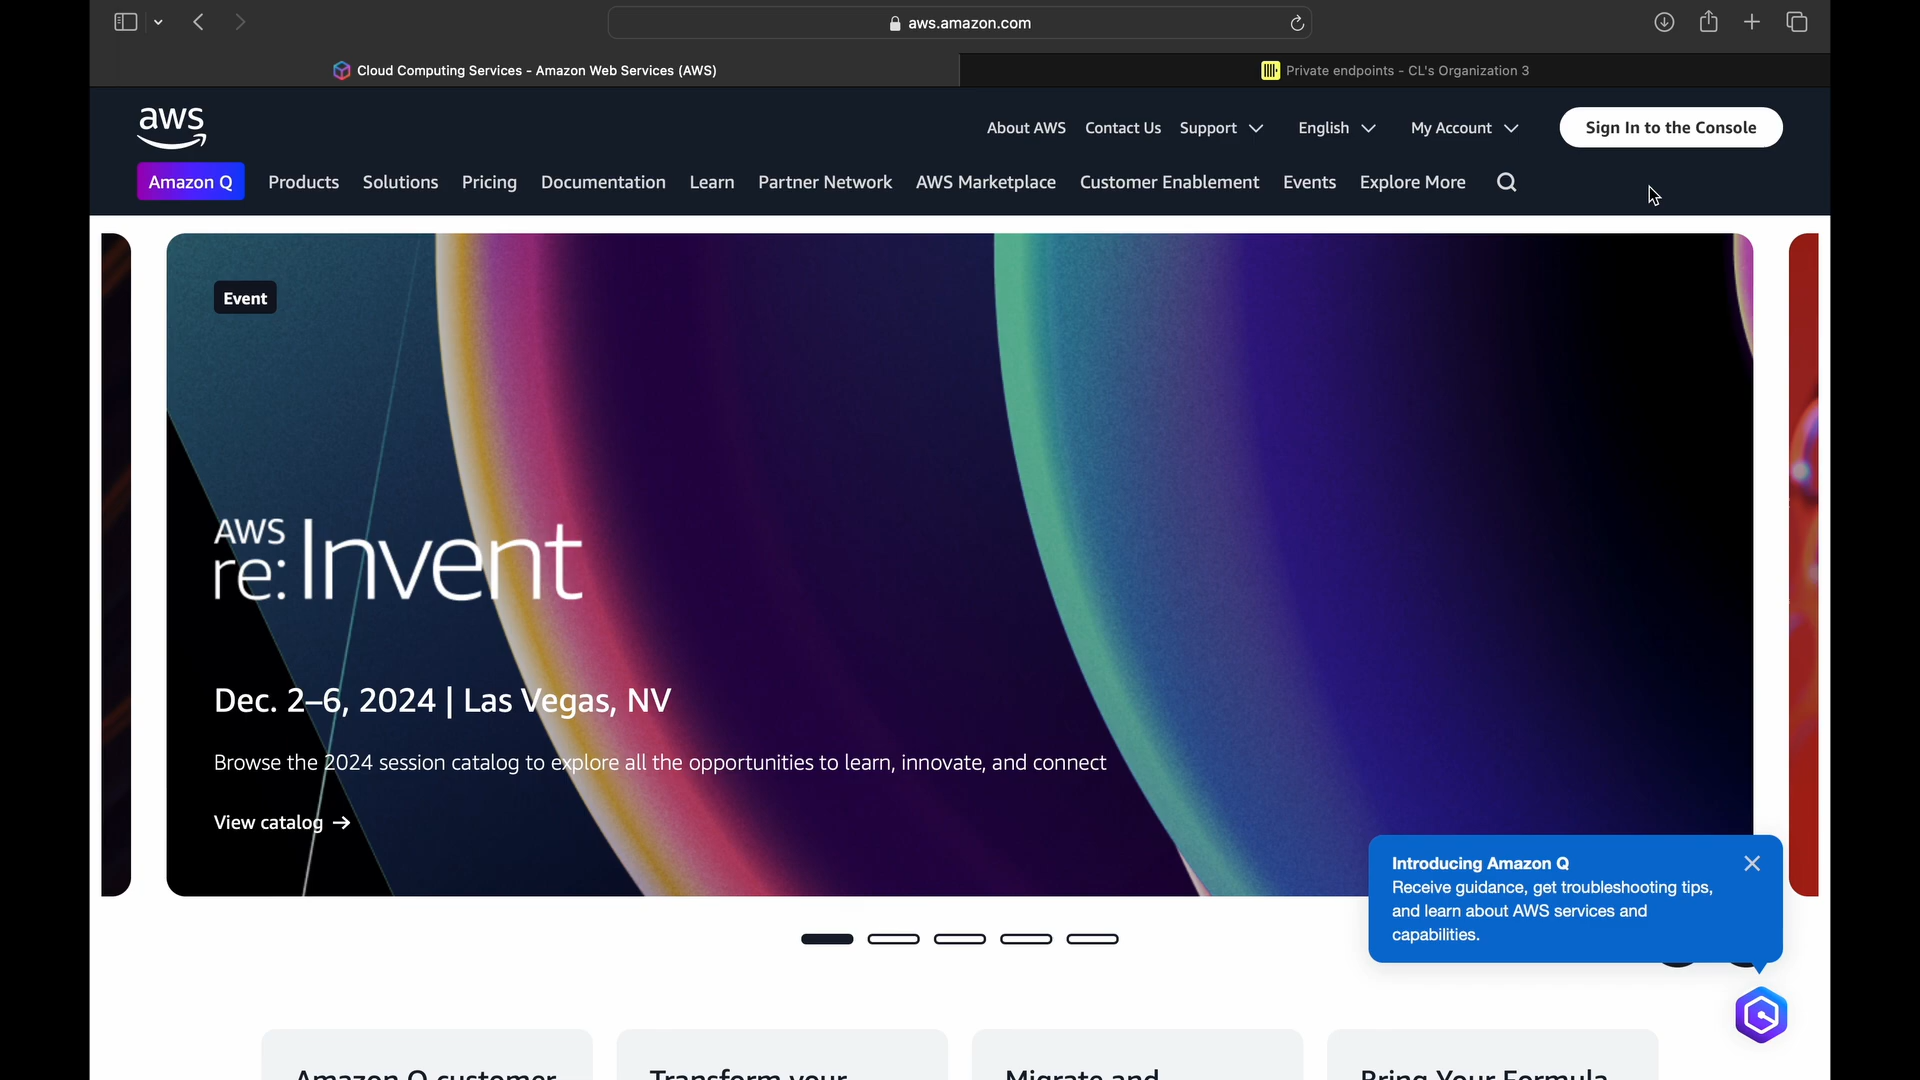 aws.amazon.com
Cloud Computing Services - Amazon Web Services (AWS)
Private endpoints - CL's Organization 3
aws
About AWS
Contact Us
Support
English
My Account
Sign In to the Console
Amazon Q
Products
Solutions
Pricing
Documentation
Learn
Partner Network
AWS Marketplace
Customer Enablement
Events
Explore More
Event
AWS
re:Invent
Dec. 2–6, 2024 | Las Vegas, NV
Browse the 2024 session catalog to explore all the opportunities to learn, innovate, and connect
View catalog →
Introducing Amazon Q
Receive guidance, get troubleshooting tips,
and learn about AWS services and
capabilities.
Amazon Q customer
Transform your
Migrate and
Bring Your Formula